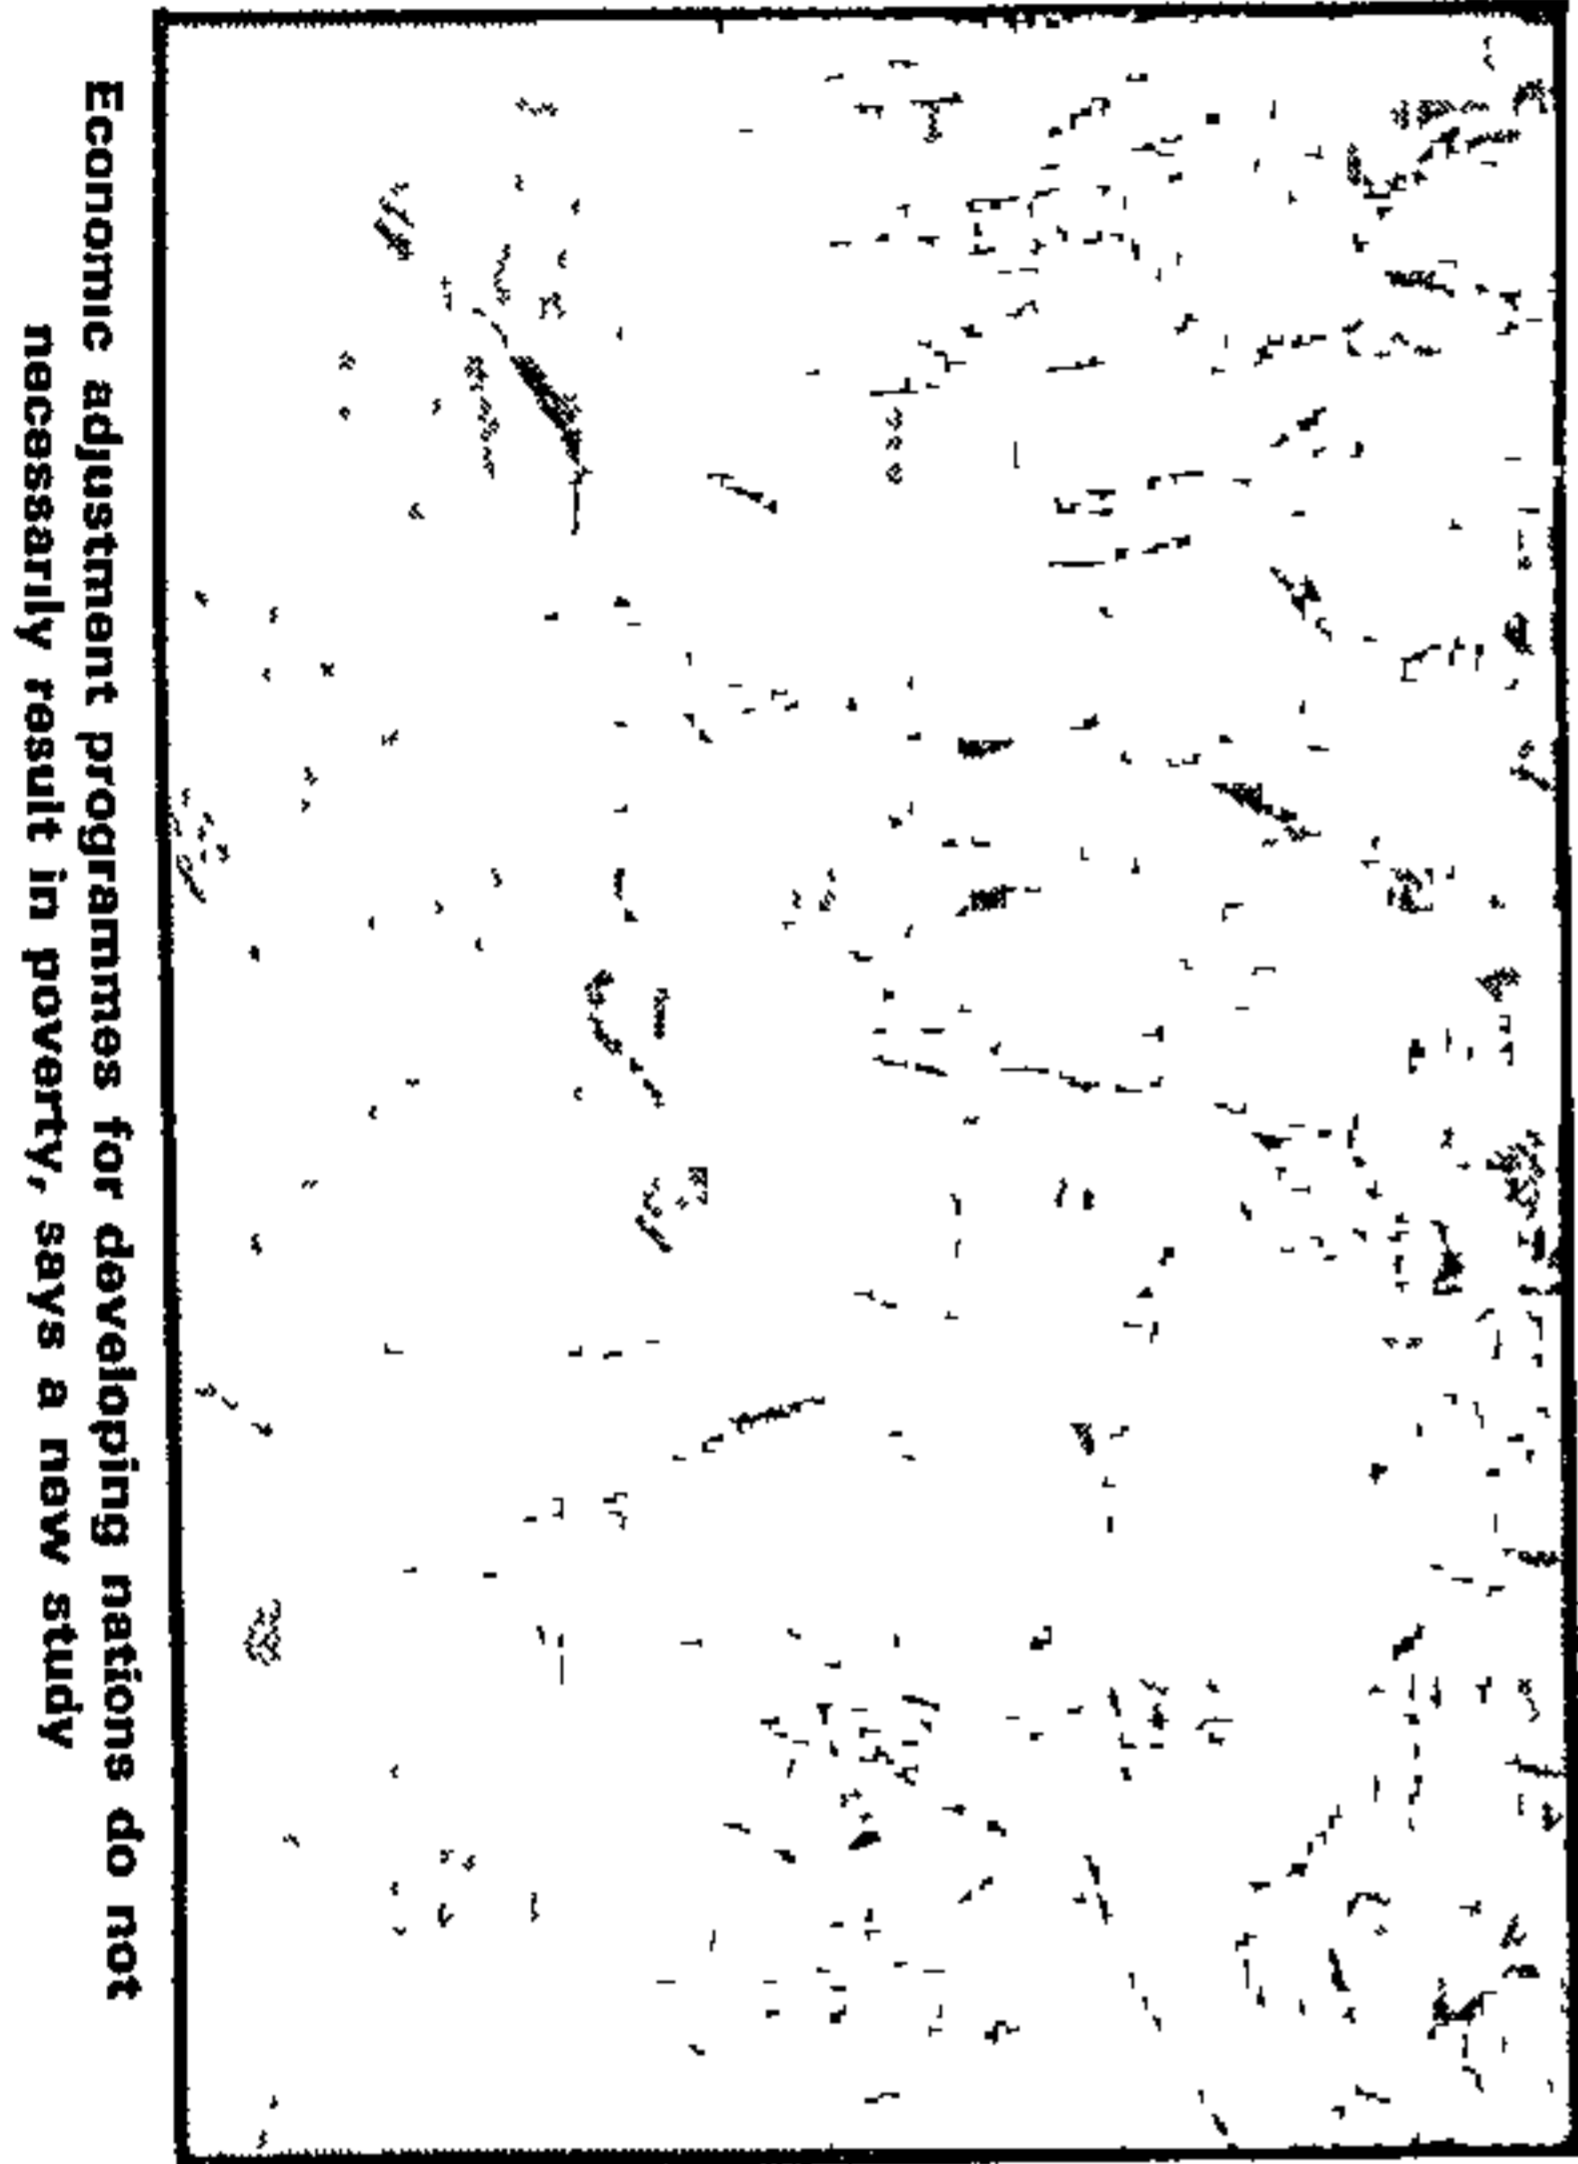 Economic adjustment programmes for developing nations do not
necessarily result in poverty, says a new study